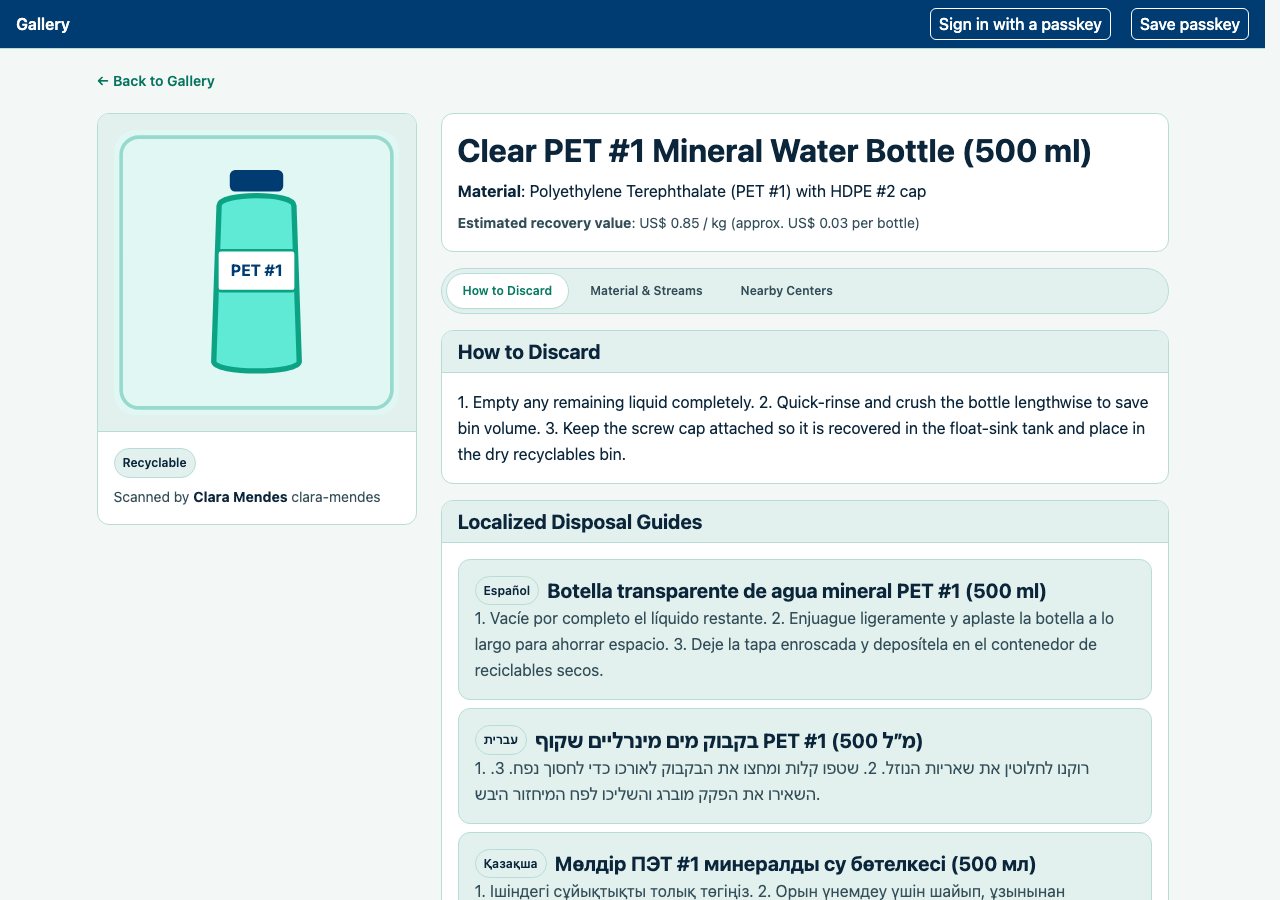 Gallery
Sign in with a passkey
Save passkey
← Back to Gallery
PET #1
Recyclable
Scanned by Clara Mendes clara-mendes
Clear PET #1 Mineral Water Bottle (500 ml)
Material: Polyethylene Terephthalate (PET #1) with HDPE #2 cap
Estimated recovery value: US$ 0.85 / kg (approx. US$ 0.03 per bottle)
How to Discard
Material & Streams
Nearby Centers
How to Discard
1. Empty any remaining liquid completely. 2. Quick-rinse and crush the bottle lengthwise to save
bin volume. 3. Keep the screw cap attached so it is recovered in the float-sink tank and place in
the dry recyclables bin.
Localized Disposal Guides
Español
Botella transparente de agua mineral PET #1 (500 ml)
1. Vacíe por completo el líquido restante. 2. Enjuague ligeramente y aplaste la botella a lo
largo para ahorrar espacio. 3. Deje la tapa enroscada y deposítela en el contenedor de
reciclables secos.
עברית
בקבוק מים מינרליים שקוף PET #1 (500 מ״ל)
1. רוקנו לחלוטין את שאריות הנוזל. 2. שטפו קלות ומחצו את הבקבוק לאורכו כדי לחסוך נפח. 3.
השאירו את הפקק מוברג והשליכו לפח המיחזור היבש.
Қазақша
Мөлдір ПЭТ #1 минералды су бөтелкесі (500 мл)
1. Ішіндегі сұйықтықты толық төгіңіз. 2. Орын үнемдеу үшін шайып, ұзынынан